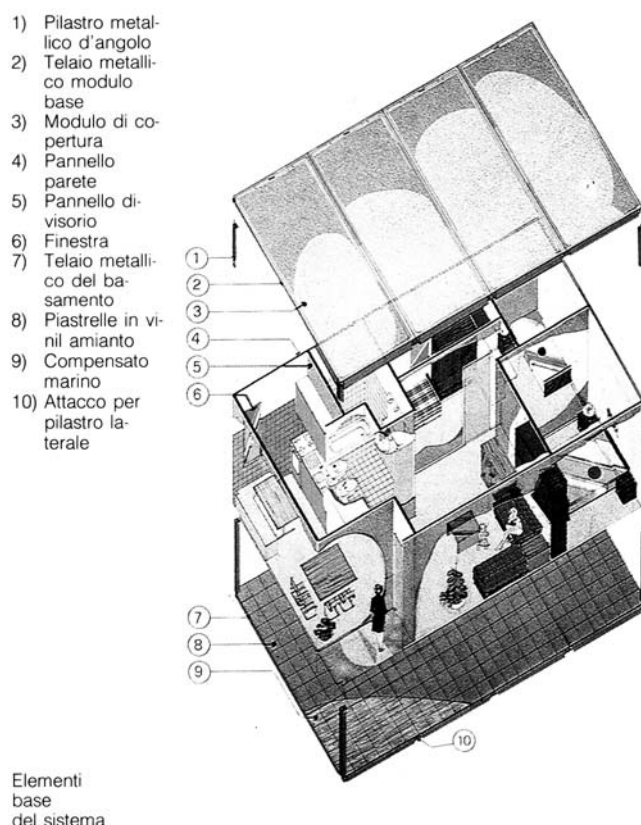 1) Pilastro metal-
lico d'angolo
2) Telaio metalli-
co modulo
base
3) Modulo di co-
pertura
4) Pannello
parete
5) Pannello di-
visorio
6) Finestra
7) Telaio metalli-
co del ba-
samento
8) Piastrelle in vi-
nil amianto
9) Compensato
marino
10) Attacco per
pilastro la-
terale
1
2
3
4
5
6
7
8
9
10
Elementi
base
del sistema